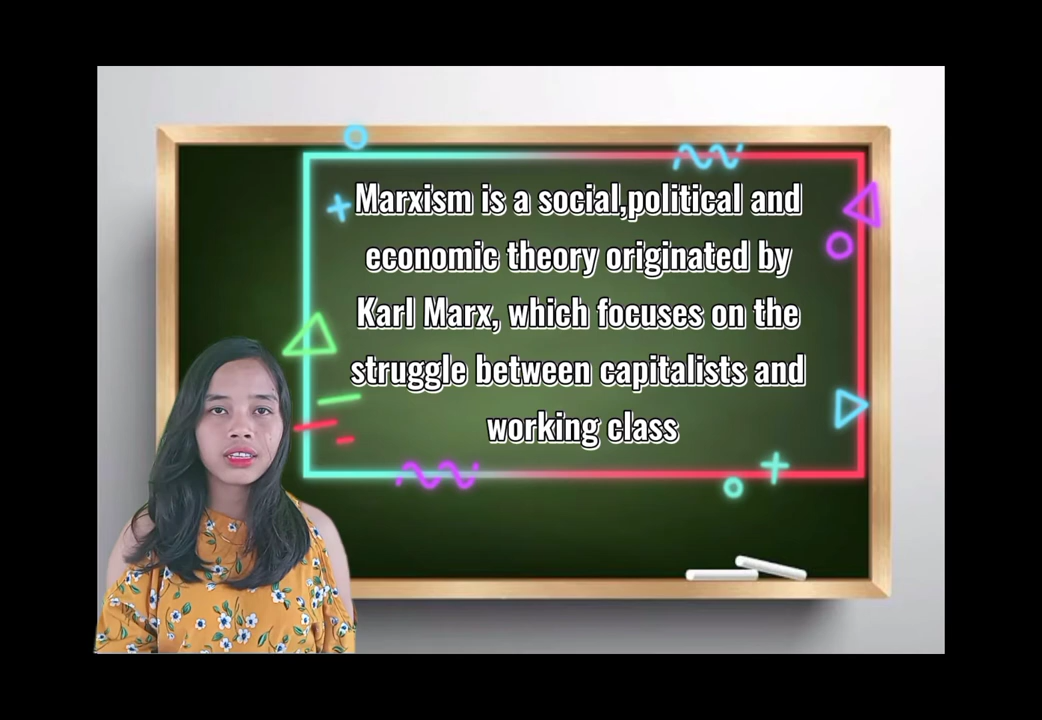 Marxism is a social,political and
economic theory originated by
Karl Marx, which focuses on the
struggle between capitalists and
working class